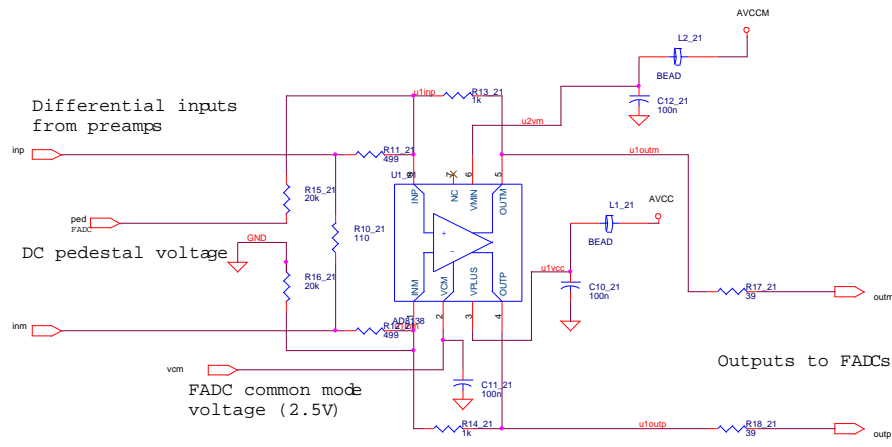 AVCCM
L2_21
BEAD
C12_21
100n
R13_21
1k
u1inp
u2vm
Differential inputs
from preamps
inp
R11_21
499
u1outm
8
7
6
5
INP
NC
VMIN
OUTM
R15_21
20k
ped
FADC
R10_21
110
L1_21
AVCC
BEAD
DC pedestal voltage
GND
R16_21
20k
u1vcc
C10_21
100n
INM
VCM
VPLUS
OUTP
AD8138
1
2
3
4
R17_21
39
outm
inm
499
vcm
FADC common mode
voltage (2.5V)
C11_21
100n
Outputs to FADCs
R14_21
1k
u1outp
R18_21
39
outp